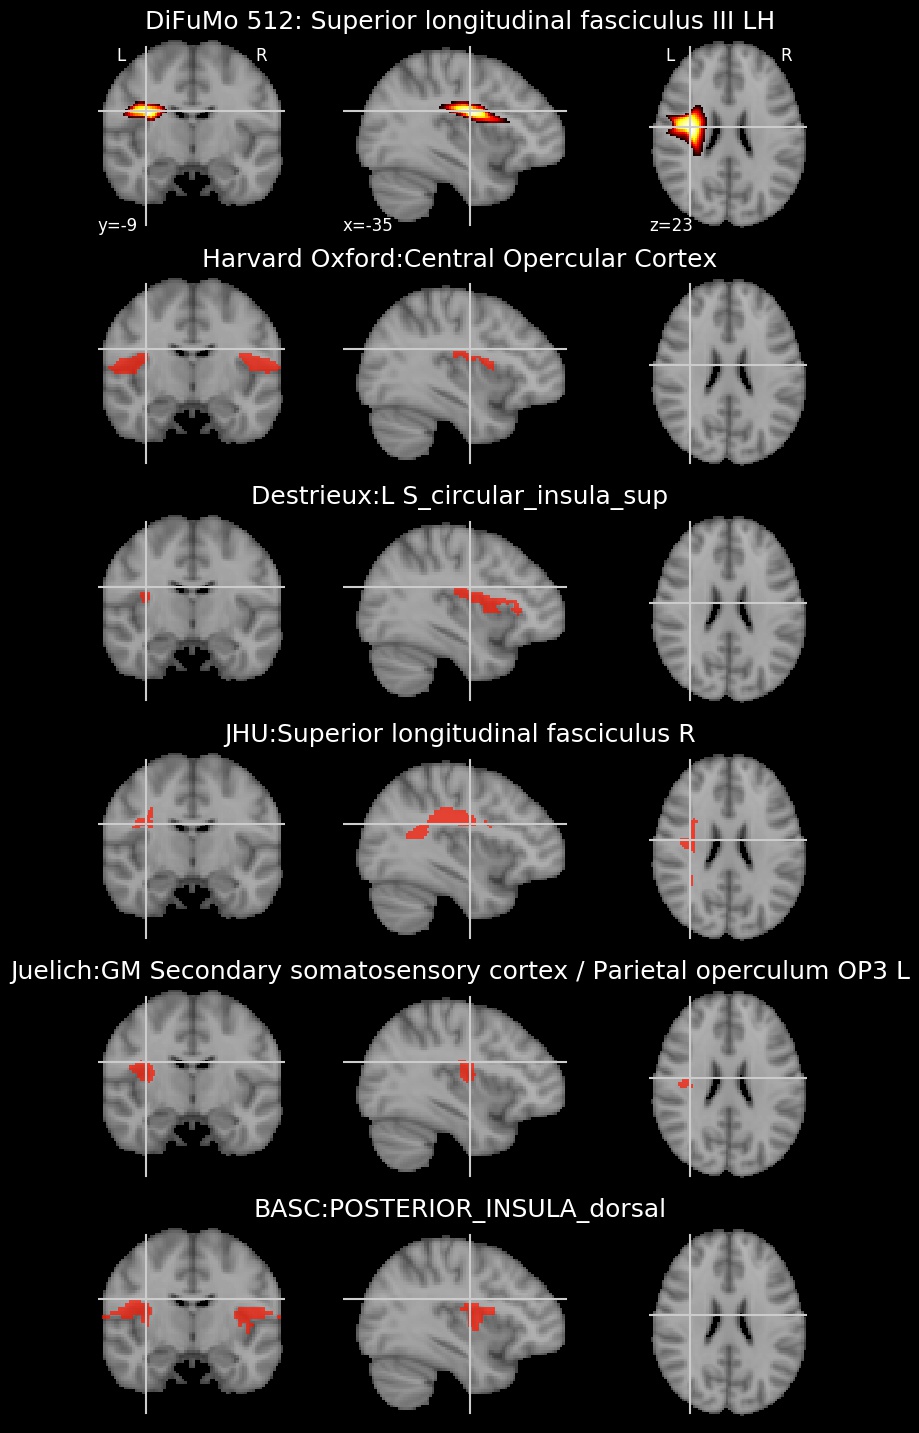 DiFuMo 512: Superior longitudinal fasciculus III LH
L R L R
y=-9 x=-35 z=23
Harvard Oxford:Central Opercular Cortex
Destrieux:L S_circular_insula_sup
JHU:Superior longitudinal fasciculus R
Juelich:GM Secondary somatosensory cortex / Parietal operculum OP3 L
BASC:POSTERIOR_INSULA_dorsal